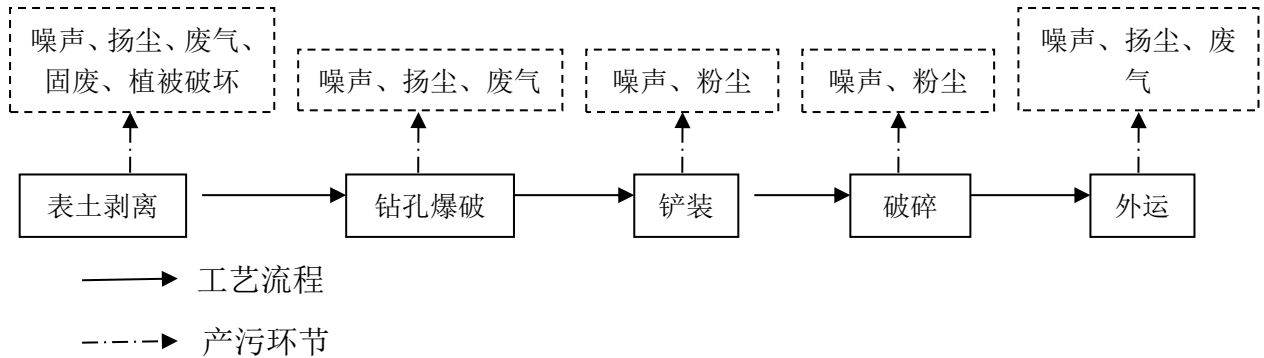 噪声、扬尘、废气、
固废、植被破坏
噪声、扬尘、废气
噪声、粉尘
噪声、粉尘
噪声、扬尘、废
气
表土剥离
钻孔爆破
铲装
破碎
外运
工艺流程
产污环节